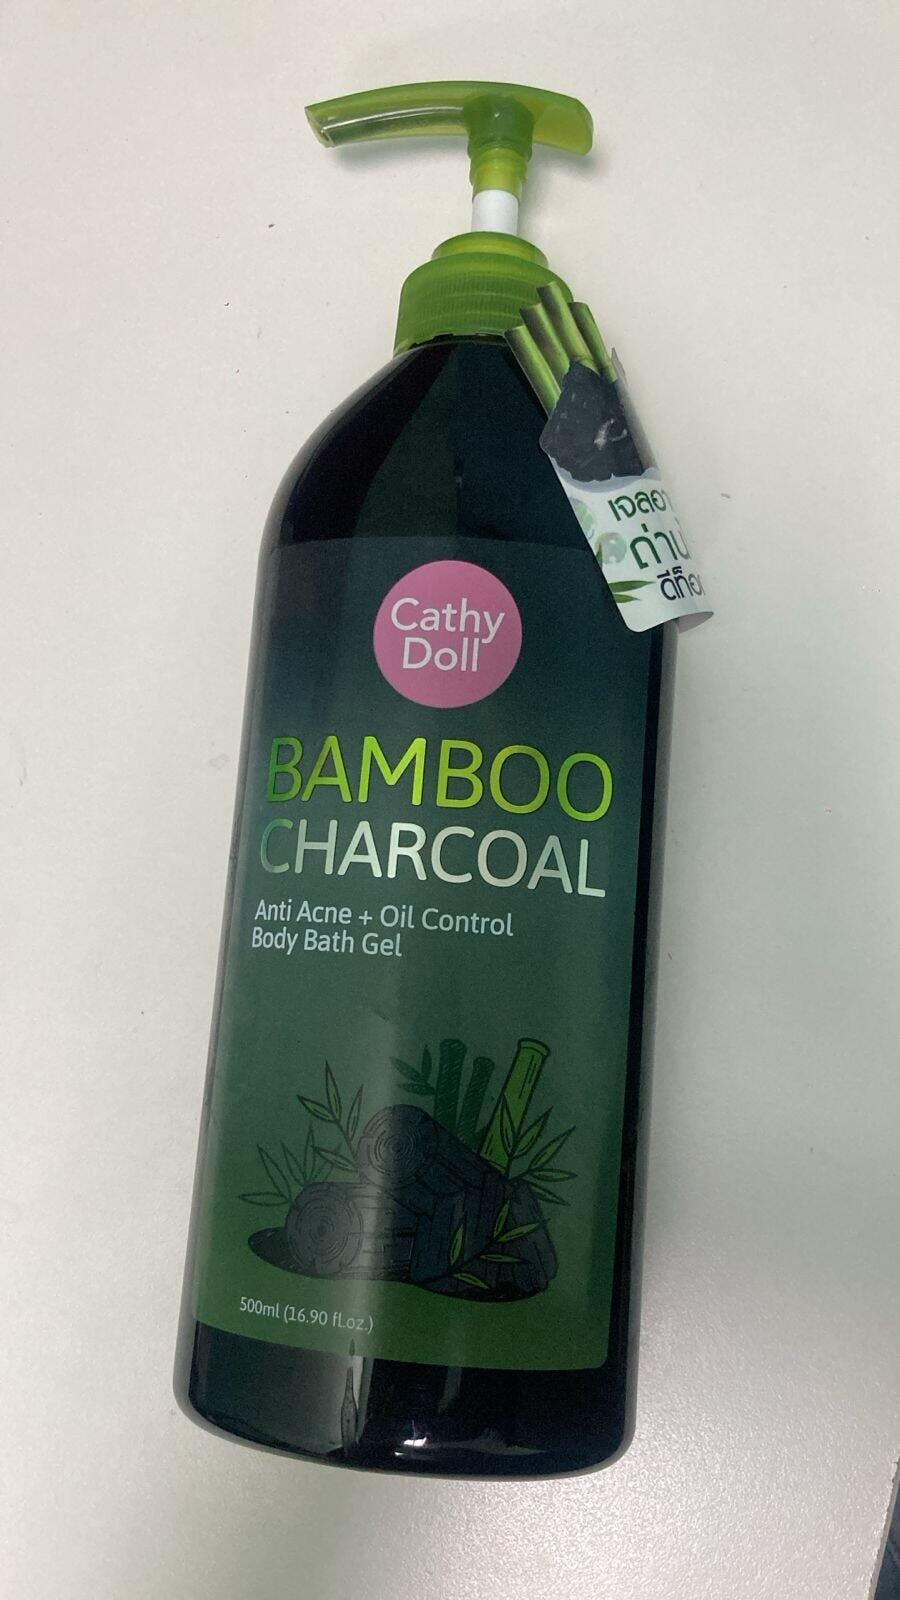 Cathy
Doll
BAMBOO
CHARCOAL
Anti Acne + Oil Control
Body Bath Gel
500ml (16.90 fl.oz.)